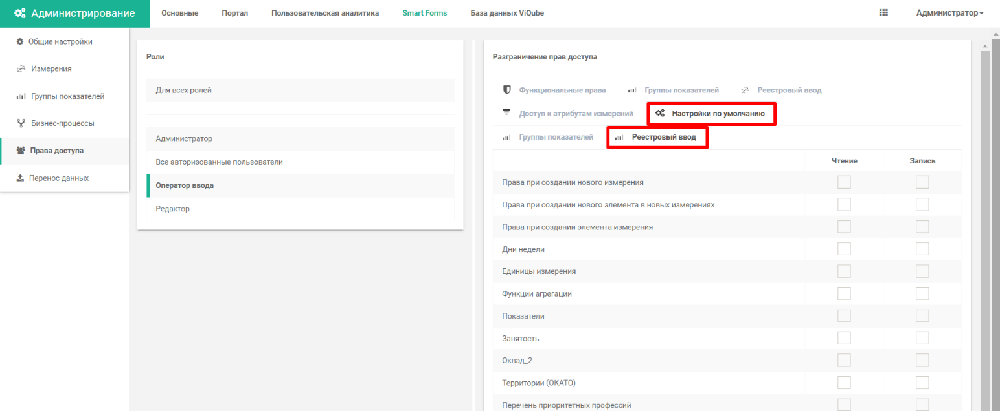 Администрирование
Основные
Портал
Пользовательская аналитика
Smart Forms
База данных ViQube
Администратор
Общие настройки
Измерения
Группы показателей
Бизнес-процессы
Права доступа
Перенос данных
Роли
Для всех ролей
Администратор
Все авторизованные пользователи
Оператор ввода
Редактор
Разграничение прав доступа
Функциональные права
Группы показателей
Реестровый ввод
Доступ к атрибутам измерений
Настройки по умолчанию
Группы показателей
Реестровый ввод
Чтение
Запись
Права при создании нового измерения
Права при создании нового элемента в новых измерениях
Права при создании элемента измерения
Дни недели
Единицы измерения
Функции агрегации
Показатели
Занятость
Оквэд_2
Территории (ОКАТО)
Перечень приоритетных профессий